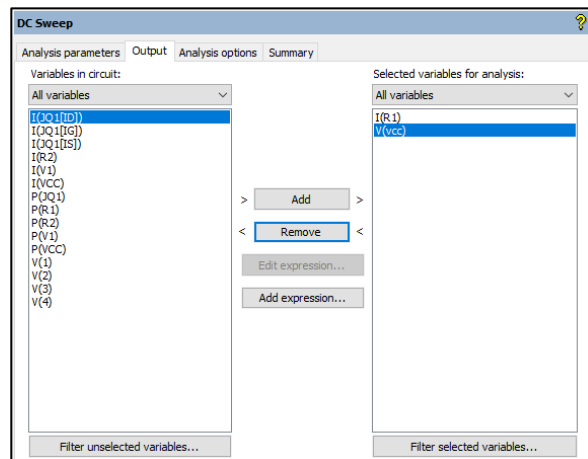 DC Sweep
?
Analysis parameters Output Analysis options Summary
Variables in circuit:
All variables
I(JQ1[ID])
I(JQ1[IG])
I(JQ1[IS])
I(R2)
I(V1)
I(VCC)
P(JQ1)
P(R1)
P(R2)
P(V1)
P(VCC)
V(1)
V(2)
V(3)
V(4)
Filter unselected variables...
> Add >
< Remove <
Edit expression...
Add expression...
Selected variables for analysis:
All variables
I(R1)
V(vcc)
Filter selected variables...